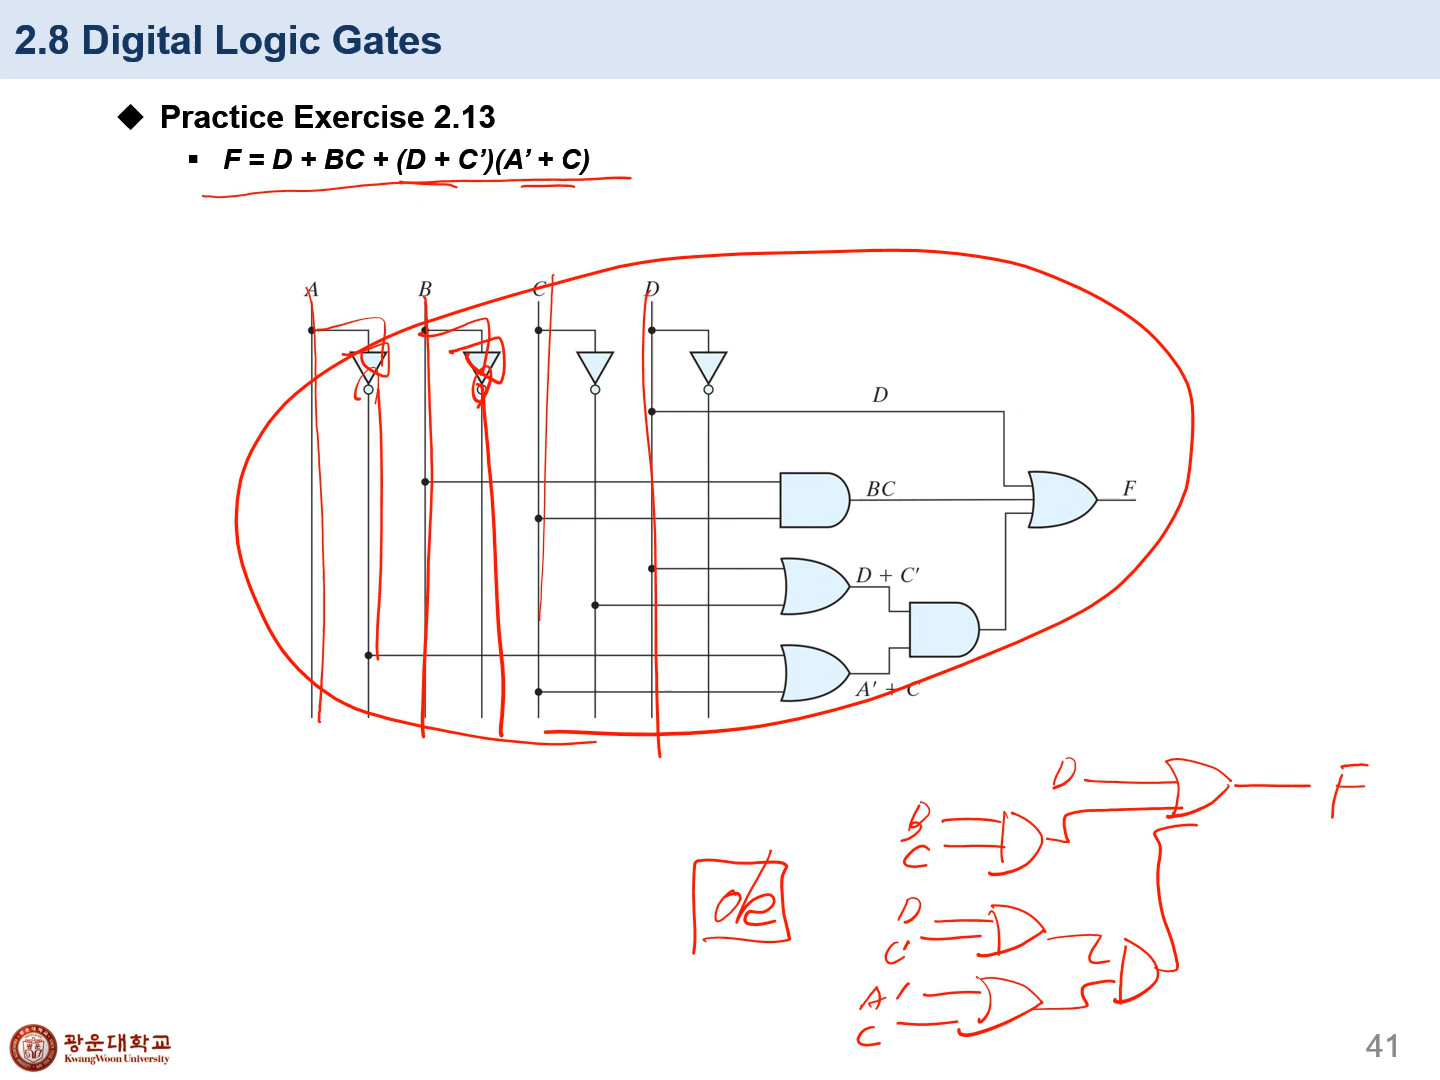 2.8 Digital Logic Gates
◆ Practice Exercise 2.13
▪ F = D + BC + (D + C’)(A’ + C)
A B C D
D
BC
F
D + C′
A′ + C
D
F
B
C
D
C'
A'
C
ok
광운대학교
KwangWoon University
41